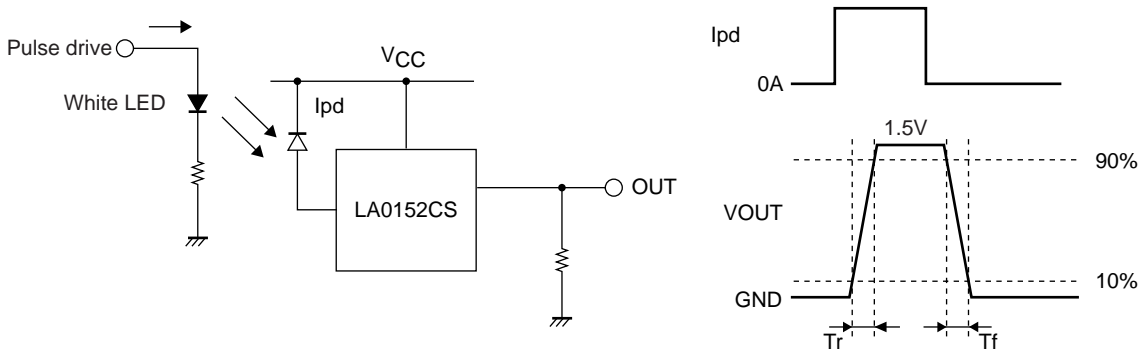 Pulse drive
White LED
VCC
Ipd
LA0152CS
OUT
Ipd
0A
1.5V
90%
VOUT
10%
GND
Tr
Tf